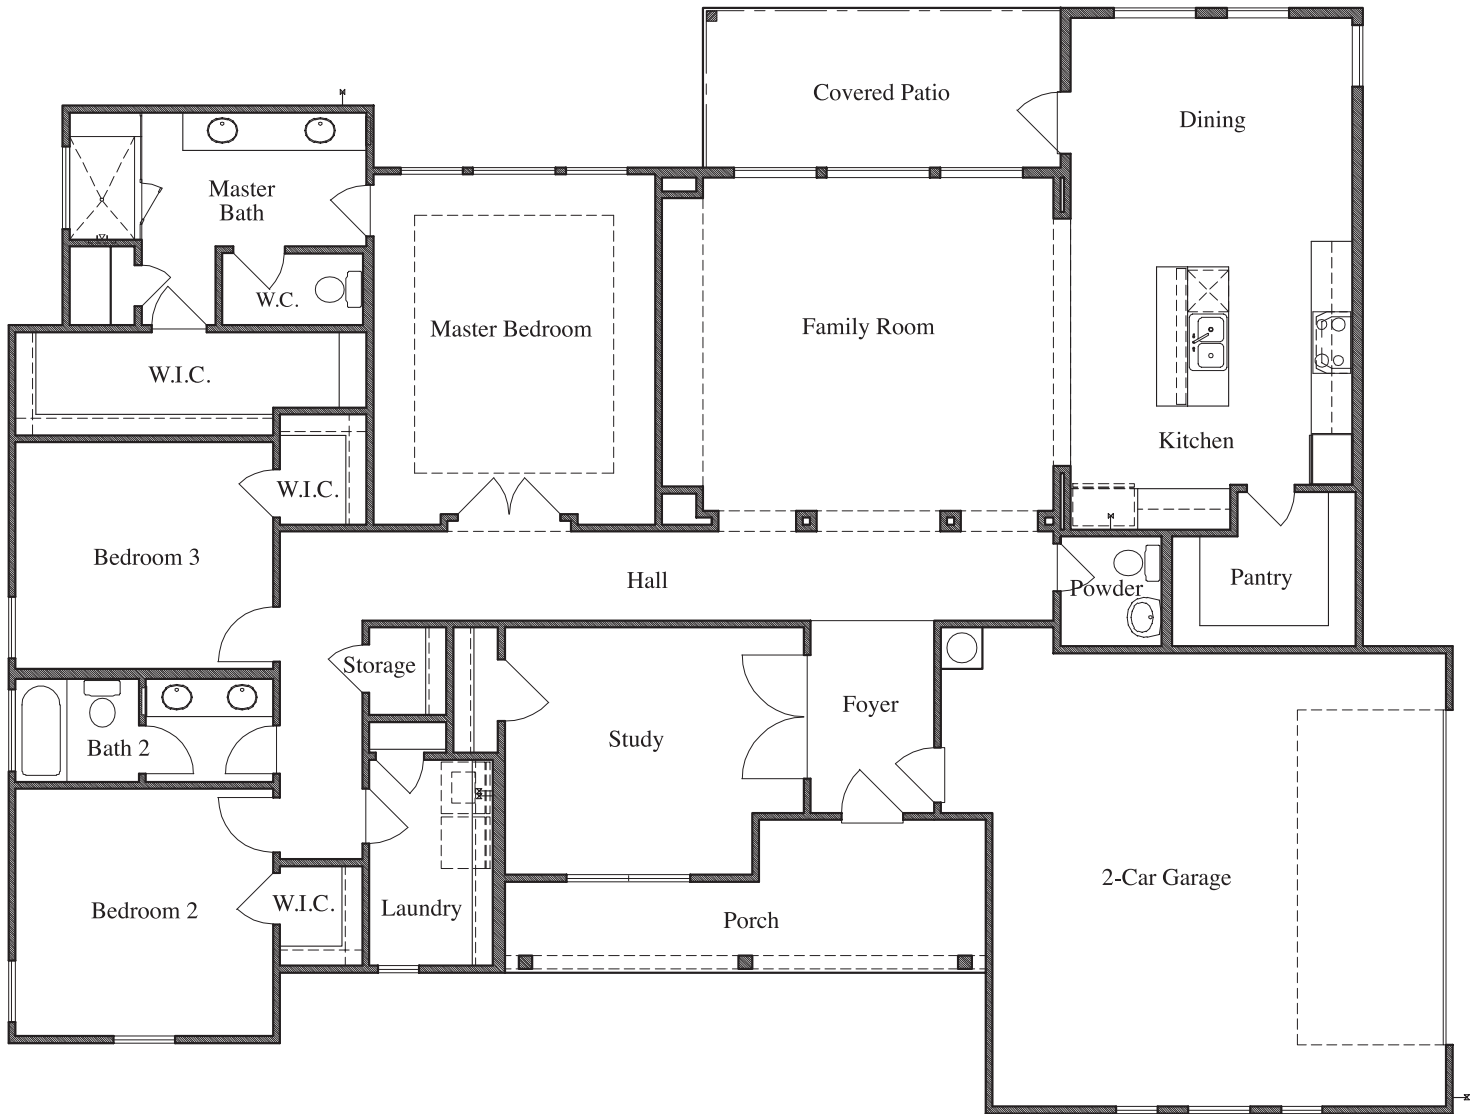 Covered Patio
Dining
Master
Bath
W.C.
Master Bedroom
Family Room
W.I.C.
Kitchen
W.I.C.
Bedroom 3
Hall
Powder
Pantry
Storage
Foyer
Study
Bath 2
2-Car Garage
Bedroom 2
W.I.C.
Laundry
Porch